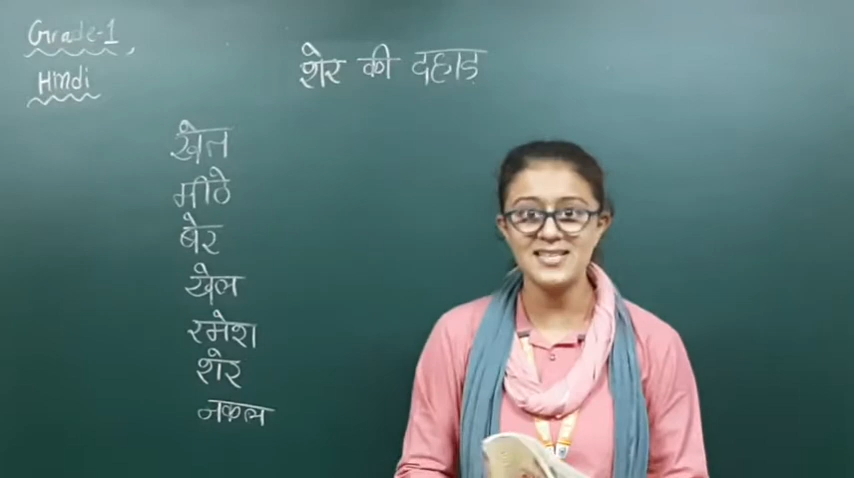 Grade-1
Hindi
शेर की दहाड
खेत
मीठे
बेर
खेल
रमेश
शेर
नकल